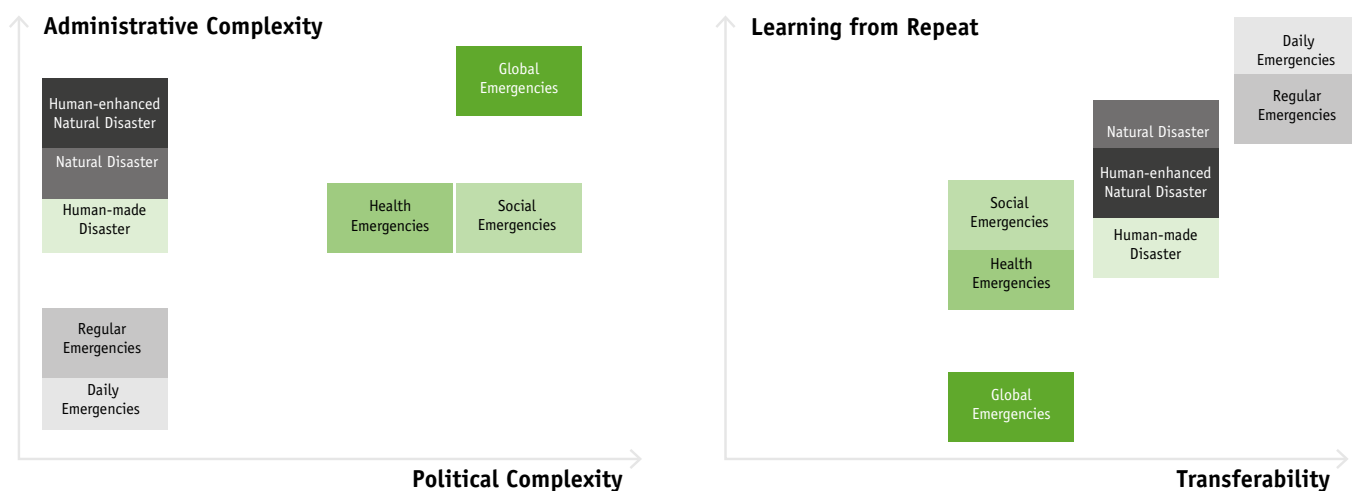 Administrative Complexity
Global
Emergencies
Human-enhanced
Natural Disaster
Natural Disaster
Human-made
Disaster
Health
Emergencies
Social
Emergencies
Regular
Emergencies
Daily
Emergencies
Political Complexity
Learning from Repeat
Daily
Emergencies
Regular
Emergencies
Natural Disaster
Human-enhanced
Natural Disaster
Social
Emergencies
Human-made
Disaster
Health
Emergencies
Global
Emergencies
Transferability